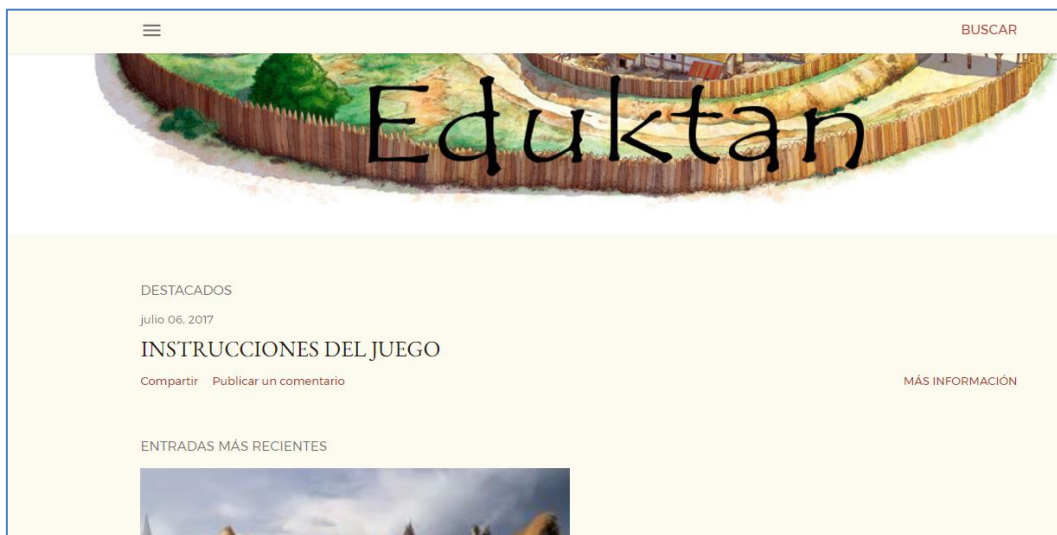 BUSCAR
Eduktan
DESTACADOS
julio 06, 2017
INSTRUCCIONES DEL JUEGO
Compartir Publicar un comentario MÁS INFORMACIÓN
ENTRADAS MÁS RECIENTES